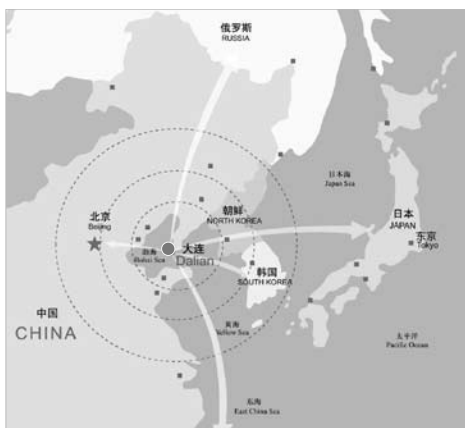 俄罗斯
RUSSIA
日本海
Japan Sea
朝鲜
NORTH KOREA
北京
Beijing
日本
JAPAN
东京
Tokyo
大连
Dalian
渤海
Bohai Sea
韩国
SOUTH KOREA
中国
CHINA
黄海
Yellow Sea
太平洋
Pacific Ocean
东海
East China Sea